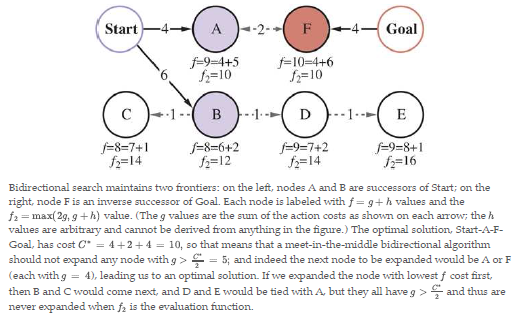 Start 4 A 2 F 4 Goal
6
f=9=4+5 f=10=4+6
f₂=10 f₂=10
C 1 B 1 D 1 E
f=8=7+1 f=8=6+2 f=9=7+2 f=9=8+1
f₂=14 f₂=12 f₂=14 f₂=16
Bidirectional search maintains two frontiers: on the left, nodes A and B are successors of Start; on the
right, node F is an inverse successor of Goal. Each node is labeled with f = g + h values and the
f₂ = max(2g, g + h) value. (The g values are the sum of the action costs as shown on each arrow; the h
values are arbitrary and cannot be derived from anything in the figure.) The optimal solution, Start-A-F-
Goal, has cost C* = 4 + 2 + 4 = 10, so that means that a meet-in-the-middle bidirectional algorithm
should not expand any node with g > C*/2 = 5; and indeed the next node to be expanded would be A or F
(each with g = 4), leading us to an optimal solution. If we expanded the node with lowest f cost first,
then B and C would come next, and D and E would be tied with A, but they all have g > C*/2 and thus are
never expanded when f₂ is the evaluation function.